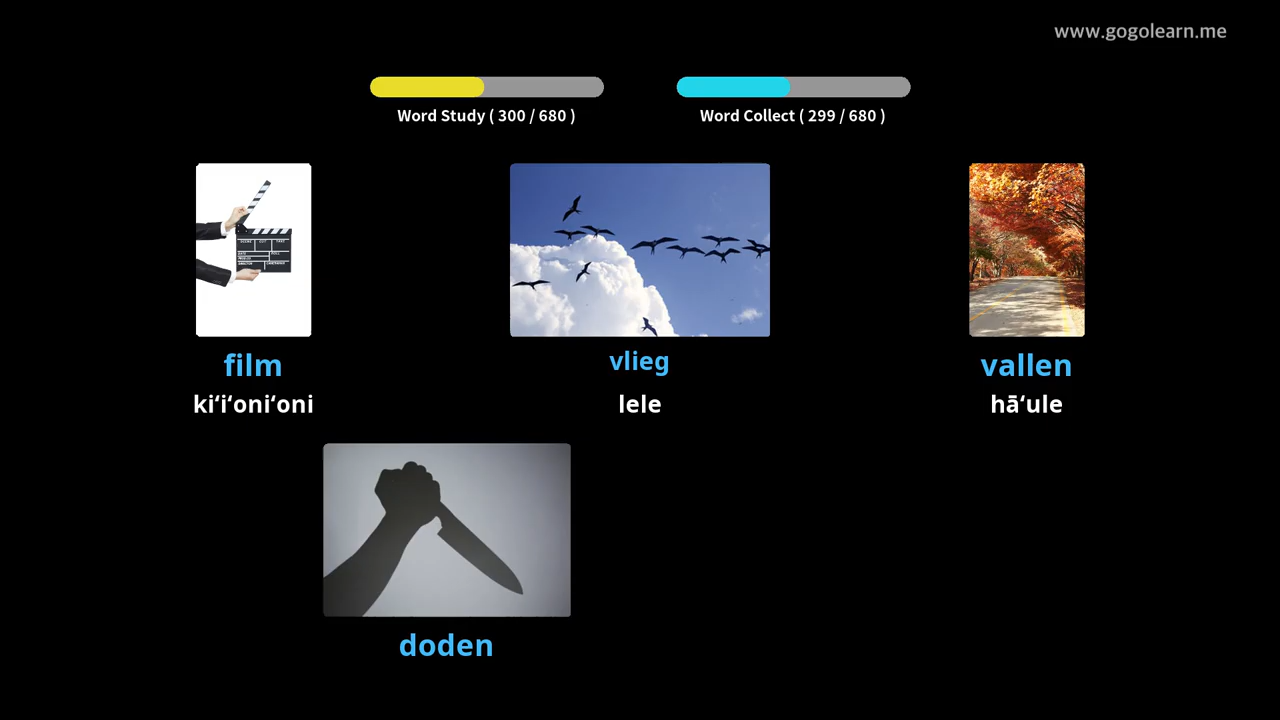 www.gogolearn.me
Word Study ( 300 / 680 )
Word Collect ( 299 / 680 )
film
vlieg
vallen
kiʻiʻoniʻoni
lele
hāʻule
doden